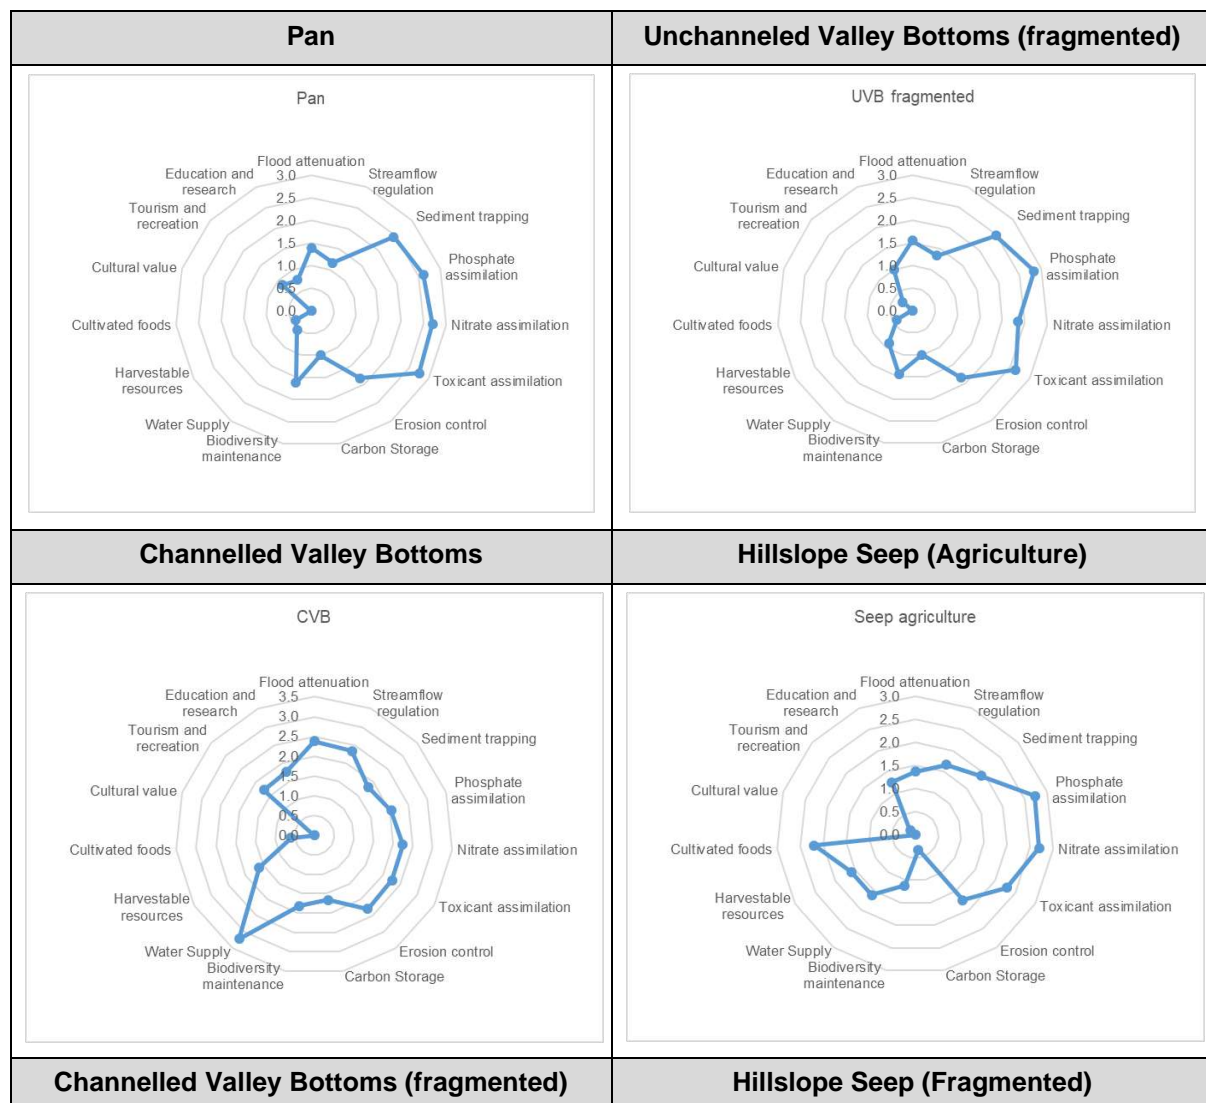 Pan
Unchanneled Valley Bottoms (fragmented)
Pan
Flood attenuation
3.0
2.5
2.0
1.5
1.0
0.5
0.0
Streamflow
regulation
Sediment trapping
Phosphate
assimilation
Nitrate assimilation
Toxicant assimilation
Erosion control
Carbon Storage
Biodiversity
maintenance
Water Supply
Harvestable
resources
Cultivated foods
Cultural value
Tourism and
recreation
Education and
research
UVB fragmented
Flood attenuation
3.0
2.5
2.0
1.5
1.0
0.5
0.0
Streamflow
regulation
Sediment trapping
Phosphate
assimilation
Nitrate assimilation
Toxicant assimilation
Erosion control
Carbon Storage
Biodiversity
maintenance
Water Supply
Harvestable
resources
Cultivated foods
Cultural value
Tourism and
recreation
Education and
research
Channelled Valley Bottoms
Hillslope Seep (Agriculture)
CVB
Flood attenuation
3.5
3.0
2.5
2.0
1.5
1.0
0.5
0.0
Streamflow
regulation
Sediment trapping
Phosphate
assimilation
Nitrate assimilation
Toxicant assimilation
Erosion control
Carbon Storage
Biodiversity
maintenance
Water Supply
Harvestable
resources
Cultivated foods
Cultural value
Tourism and
recreation
Education and
research
Seep agriculture
Flood attenuation
3.0
2.5
2.0
1.5
1.0
0.5
0.0
Streamflow
regulation
Sediment trapping
Phosphate
assimilation
Nitrate assimilation
Toxicant assimilation
Erosion control
Carbon Storage
Biodiversity
maintenance
Water Supply
Harvestable
resources
Cultivated foods
Cultural value
Tourism and
recreation
Education and
research
Channelled Valley Bottoms (fragmented)
Hillslope Seep (Fragmented)